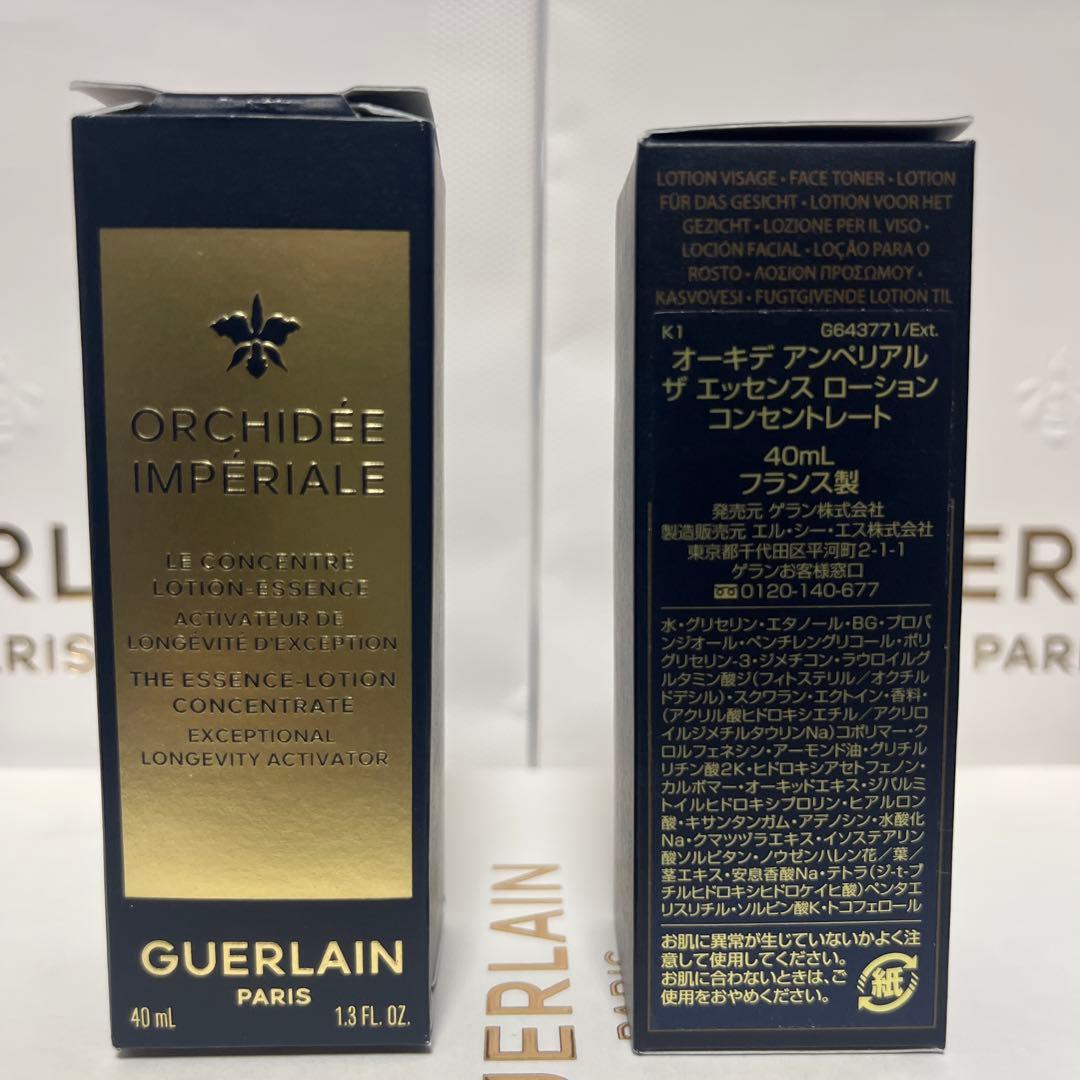 ORCHIDÉE
IMPÉRIALE
LE CONCENTRÉ
LOTION-ESSENCE
ACTIVATEUR DE
LONGÉVITÉ D'EXCEPTION
THE ESSENCE-LOTION
CONCENTRATE
EXCEPTIONAL
LONGEVITY ACTIVATOR
GUERLAIN
PARIS
40 mL 1.3 FL. OZ.
LOTION VISAGE • FACE TONER • LOTION
FÜR DAS GESICHT • LOTION VOOR HET
GEZICHT • LOZIONE PER IL VISO •
LOCIÓN FACIAL • LOÇÃO PARA O
ROSTO • ΛΟΣΙΟΝ ΠΡΟΣΩΜΟΥ •
KASVOVESI • FUGTGIVENDE LOTION TIL
K1 G643771/Ext.
オーキデ アンペリアル
ザ エッセンス ローション
コンセントレート
40mL
フランス製
発売元 ゲラン株式会社
製造販売元 エル・シー・エス株式会社
東京都千代田区平河町2-1-1
ゲランお客様窓口
0120-140-677
水・グリセリン・エタノール・BG・プロパ
ンジオール・ペンチレングリコール・ポリ
グリセリン-3・ジメチコン・ラウロイルグ
ルタミン酸ジ(フィトステリル/オクチル
ドデシル)・スクワラン・エクトイン・香料・
(アクリル酸ヒドロキシエチル/アクリロ
イルジメチルタウリンNa)コポリマー・ク
ロルフェネシン・アーモンド油・グリチル
リチン酸2K・ヒドロキシアセトフェノン・
カルボマー・オーキッドエキス・ジパルミ
トイルヒドロキシプロリン・ヒアルロン
酸・キサンタンガム・アデノシン・水酸化
Na・クマツヅラエキス・イソステアリン
酸ソルビタン・ノウゼンハレン花/葉/
茎エキス・安息香酸Na・テトラ(ジ-t-ブ
チルヒドロキシヒドロケイヒ酸)ペンタエ
リスリチル・ソルビン酸K・トコフェロール
お肌に異常が生じていないかよく注
意して使用してください。
お肌に合わないときは、ご
使用をおやめください。
紙
RL
ARIS
ER
PARI
UERLAIN
PARIS